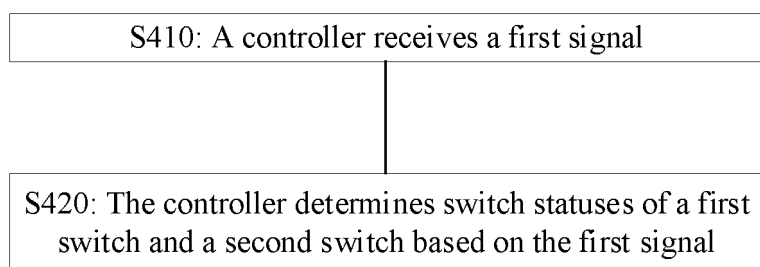 S410: A controller receives a first signal
S420: The controller determines switch statuses of a first
switch and a second switch based on the first signal